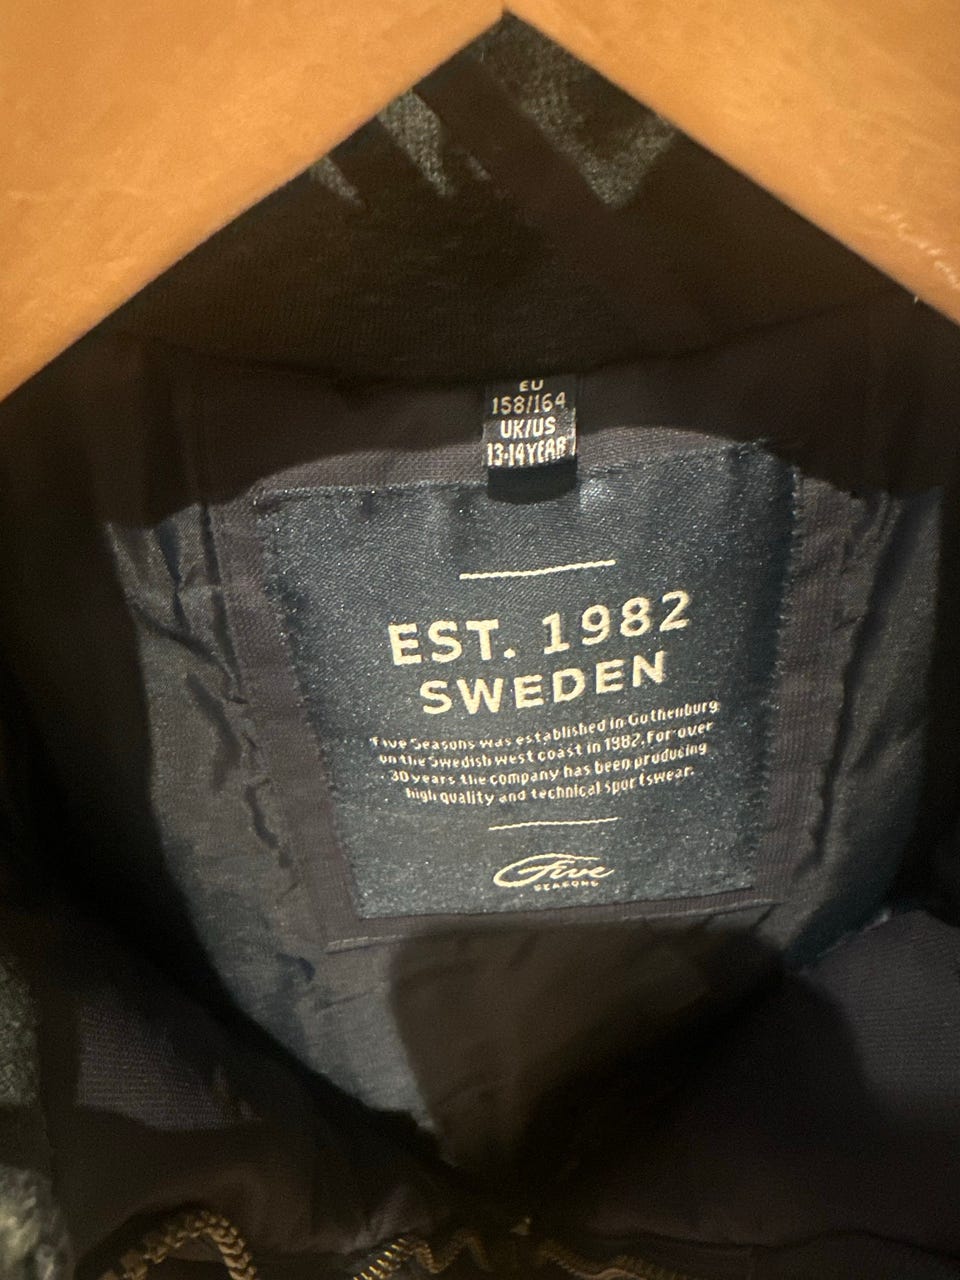 EU
158/164
UK/US
13-14YEAR
EST. 1982
SWEDEN
Five Seasons was established in Gothenburg
on the Swedish west coast in 1982. For over
30 years the company has been producing
high quality and technical sportswear.
Five
SEASONS